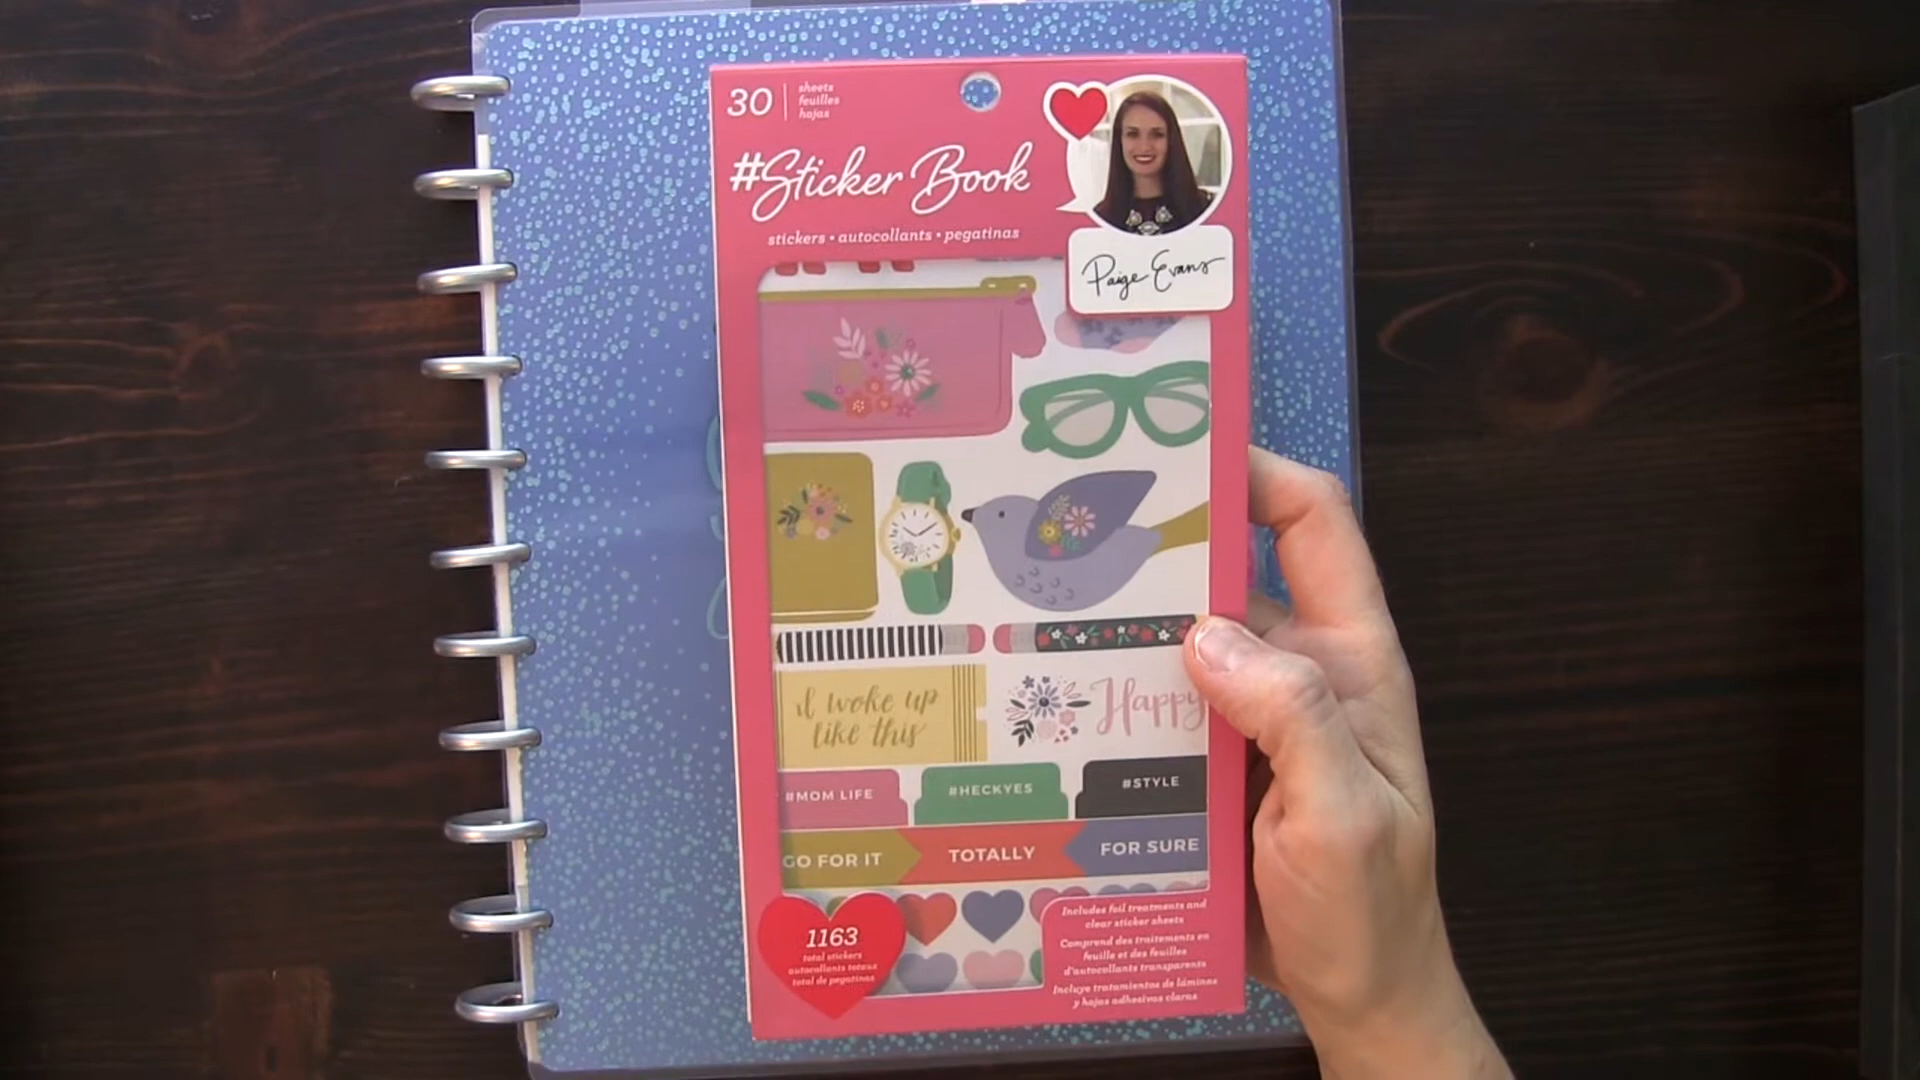 30
sheets
feuilles
hojas
#Sticker Book
stickers • autocollants • pegatinas
Paige Evans
I woke up
like this
Happy
#MOM LIFE
#HECKYES
#STYLE
GO FOR IT
TOTALLY
FOR SURE
1163
total stickers
autocollants totaux
total de pegatinas
Includes foil treatments and
clear sticker sheets
Comprend des traitements en
feuille et des feuilles
d'autocollants transparents
Incluye tratamientos de láminas
y hojas adhesivas claras